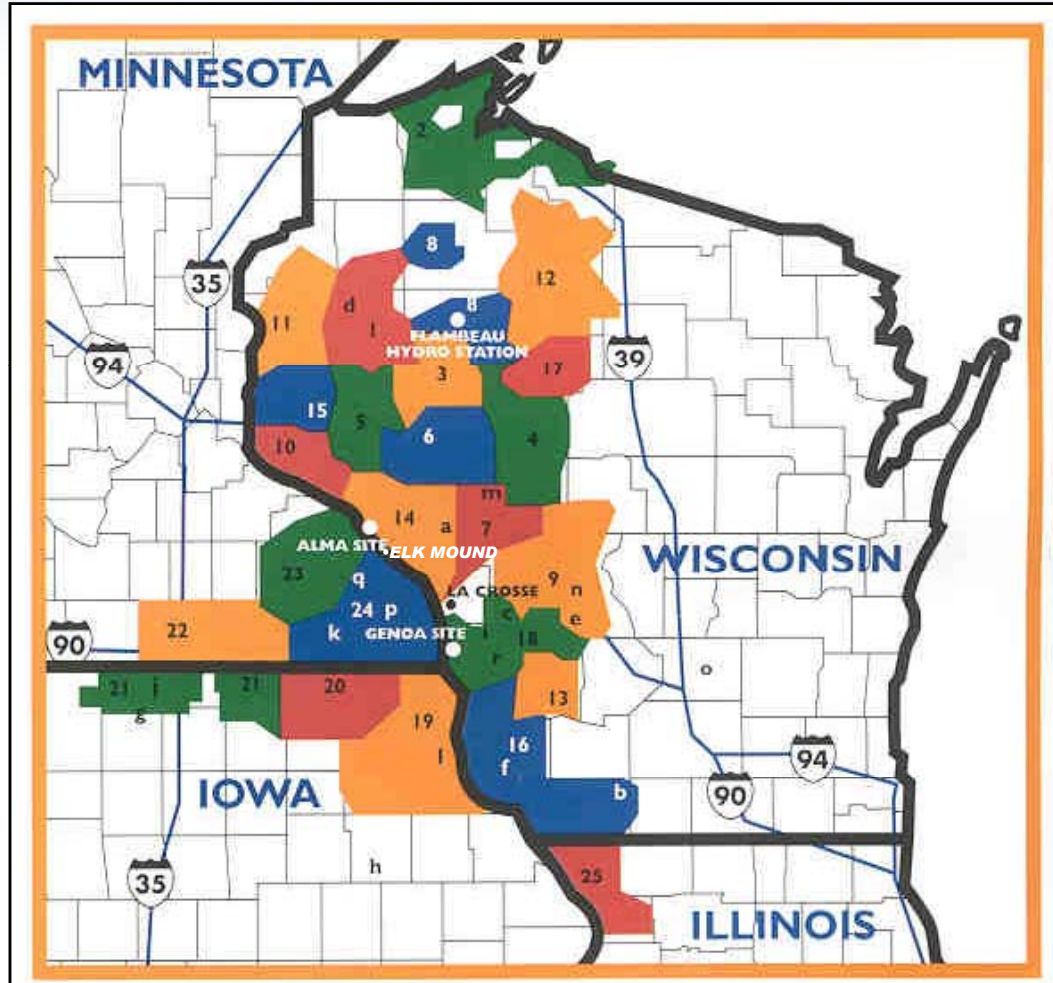 MINNESOTA
2
8
35
12
d
11
1
8
FLAMBEAU
HYDRO STATION
94
3
17
39
15
5
6
4
10
m
14
a
7
ALMA SITE
ELK MOUND
WISCONSIN
23
q
9
n
LA CROSSE
24
p
c
e
22
k
GENOA SITE
18
90
r
o
21
i
21
20
13
g
19
16
94
l
f
IOWA
b
90
h
35
25
ILLINOIS